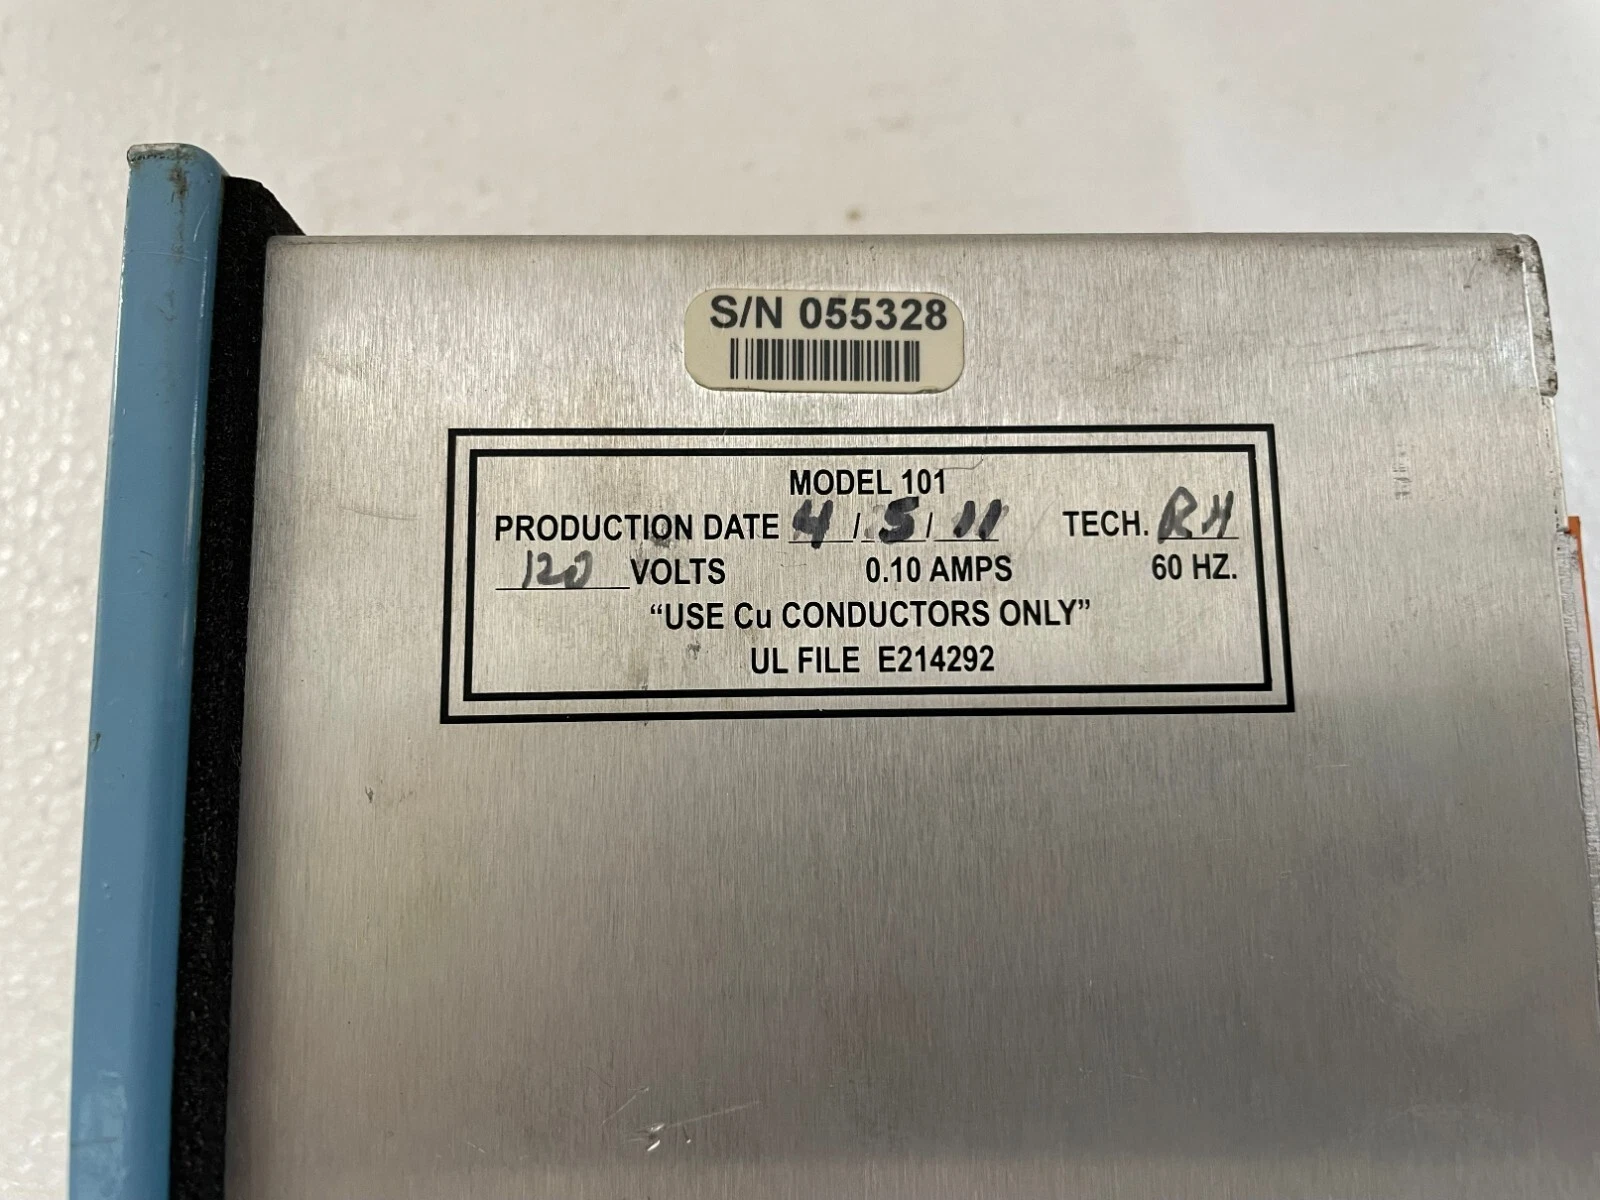 S/N 055328
MODEL 101
PRODUCTION DATE 4 / 5 / 11 TECH. RH
120 VOLTS 0.10 AMPS 60 HZ.
“USE Cu CONDUCTORS ONLY”
UL FILE E214292